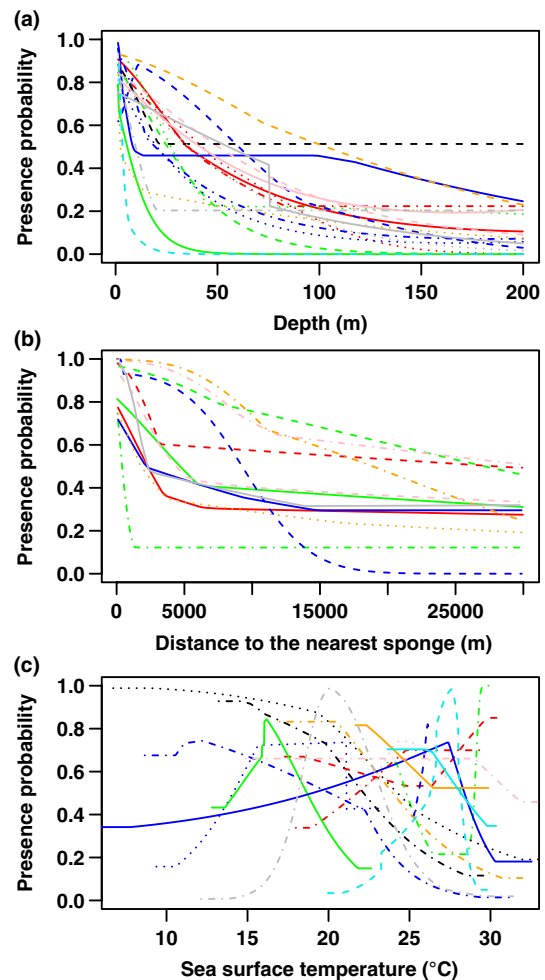 (a)
Presence probability
1.0
0.8
0.6
0.4
0.2
0.0
0 50 100 150 200
Depth (m)
(b)
Presence probability
1.0
0.8
0.6
0.4
0.2
0.0
0 5000 15000 25000
Distance to the nearest sponge (m)
(c)
Presence probability
1.0
0.8
0.6
0.4
0.2
0.0
10 15 20 25 30
Sea surface temperature (°C)